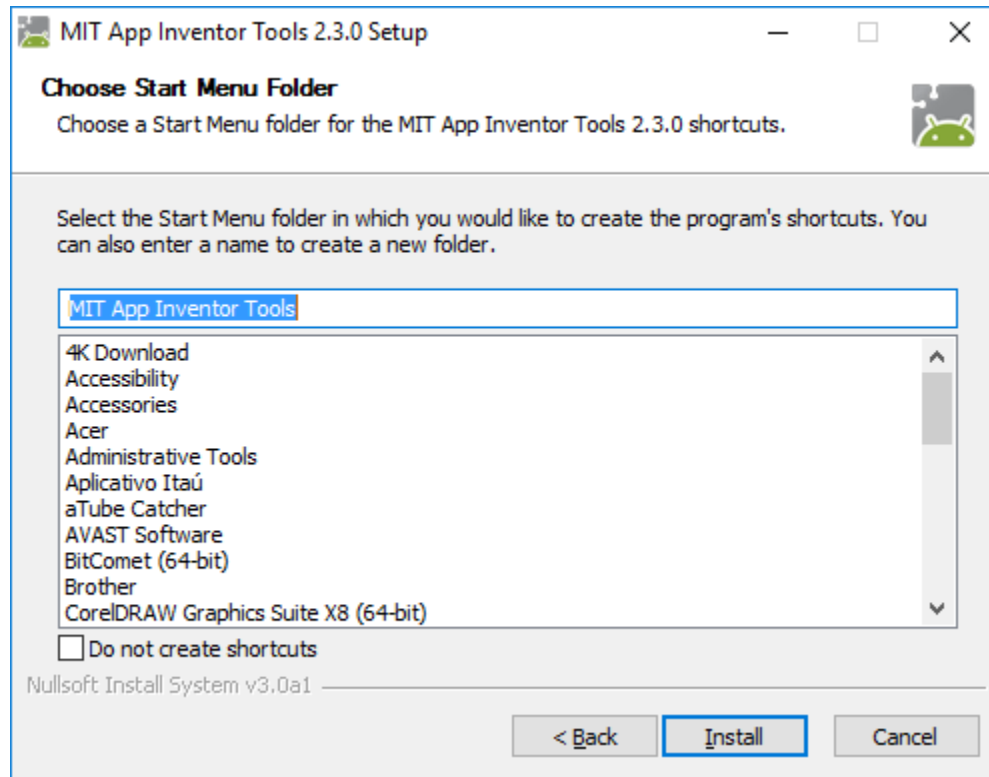 MIT App Inventor Tools 2.3.0 Setup
Choose Start Menu Folder
Choose a Start Menu folder for the MIT App Inventor Tools 2.3.0 shortcuts.
Select the Start Menu folder in which you would like to create the program's shortcuts. You
can also enter a name to create a new folder.
MIT App Inventor Tools
4K Download
Accessibility
Accessories
Acer
Administrative Tools
Aplicativo Itaú
aTube Catcher
AVAST Software
BitComet (64-bit)
Brother
CorelDRAW Graphics Suite X8 (64-bit)
Do not create shortcuts
Nullsoft Install System v3.0a1
< Back Install Cancel